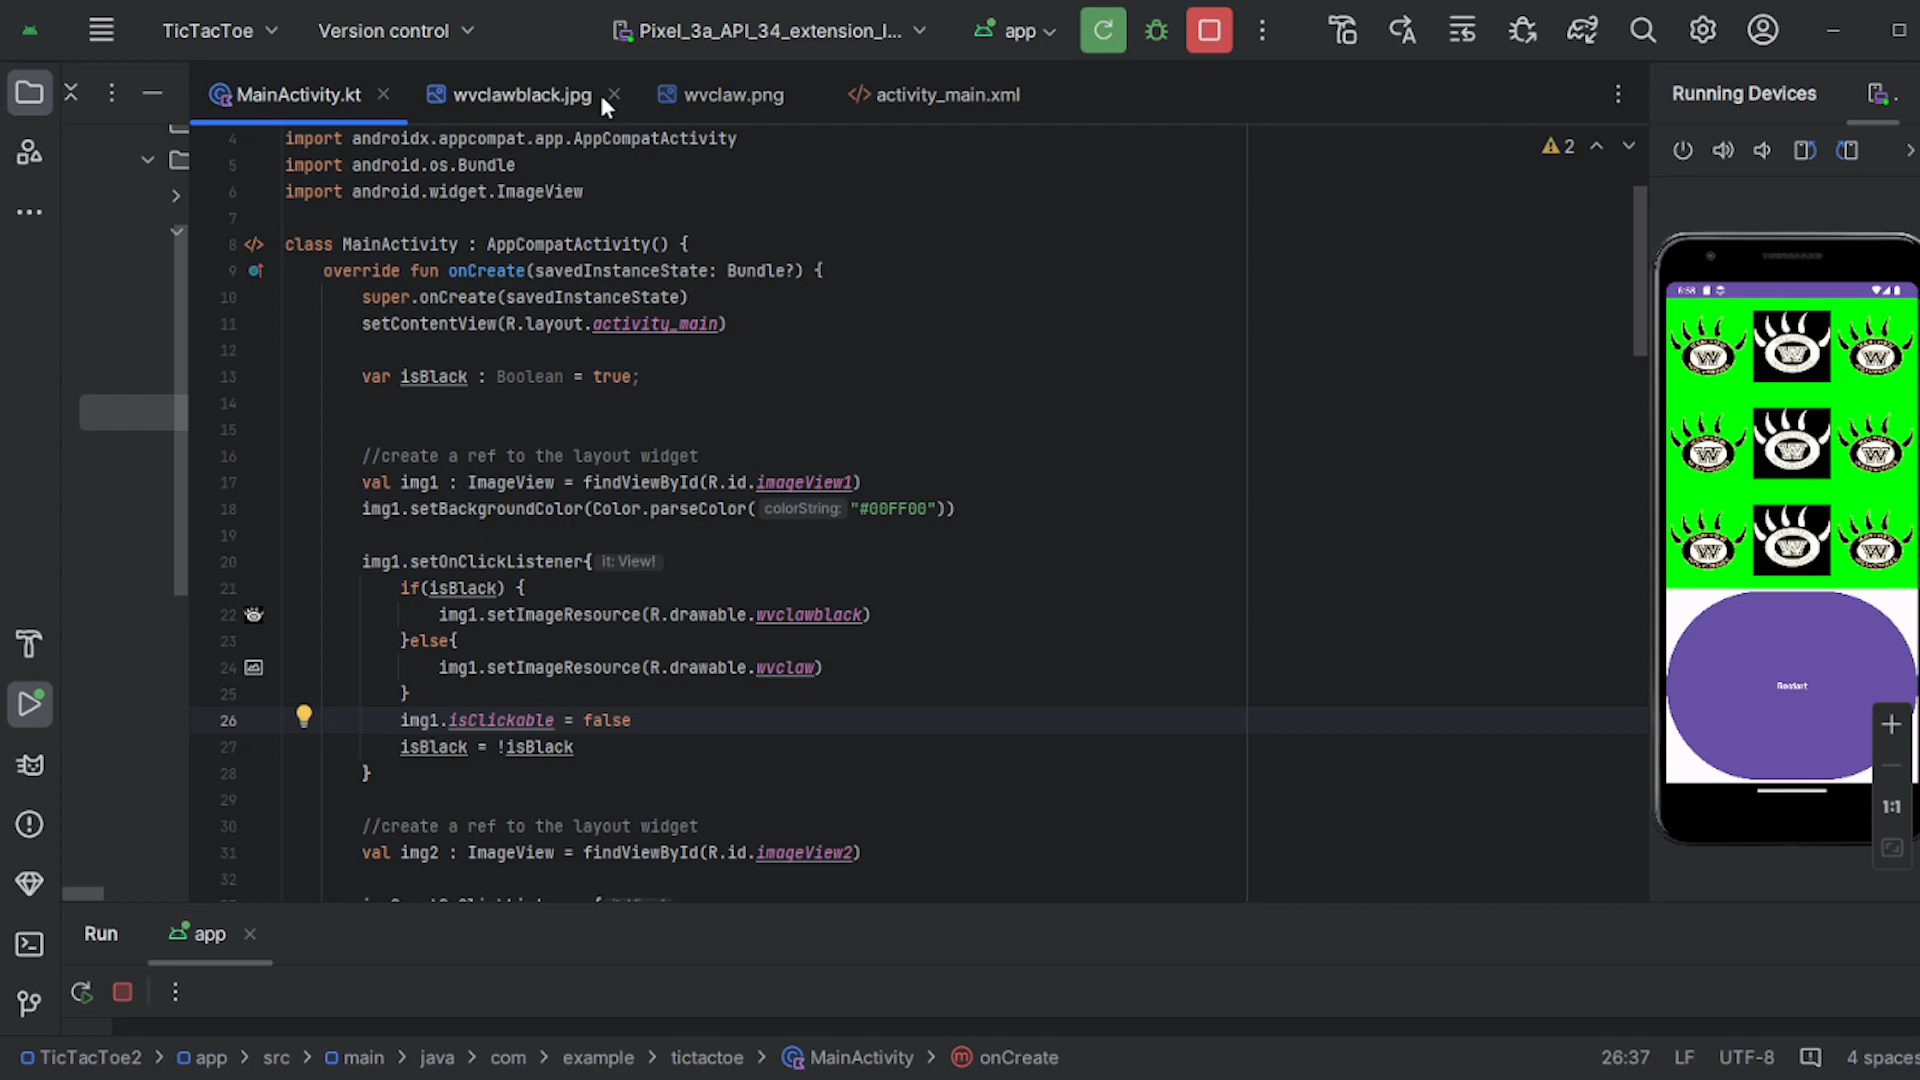 TicTacToe
Version control
Pixel_3a_API_34_extension_l...
app
MainActivity.kt
wvclawblack.jpg
wvclaw.png
activity_main.xml
Running Devices
4 import androidx.appcompat.app.AppCompatActivity
5 import android.os.Bundle
6 import android.widget.ImageView
7
8 class MainActivity : AppCompatActivity() {
9 override fun onCreate(savedInstanceState: Bundle?) {
10 super.onCreate(savedInstanceState)
11 setContentView(R.layout.activity_main)
12
13 var isBlack : Boolean = true;
14
15
16 //create a ref to the layout widget
17 val img1 : ImageView = findViewById(R.id.imageView1)
18 img1.setBackgroundColor(Color.parseColor( colorString: "#00FF00"))
19
20 img1.setOnClickListener{ it: View!
21 if(isBlack) {
22 img1.setImageResource(R.drawable.wvclawblack)
23 }else{
24 img1.setImageResource(R.drawable.wvclaw)
25 }
26 img1.isClickable = false
27 isBlack = !isBlack
28 }
29
30 //create a ref to the layout widget
31 val img2 : ImageView = findViewById(R.id.imageView2)
32
2
6:58
W W W
W W W
W W W
Restart
1:1
Run
app
TicTacToe2 > app > src > main > java > com > example > tictactoe > MainActivity > onCreate
26:37 LF UTF-8 4 spaces